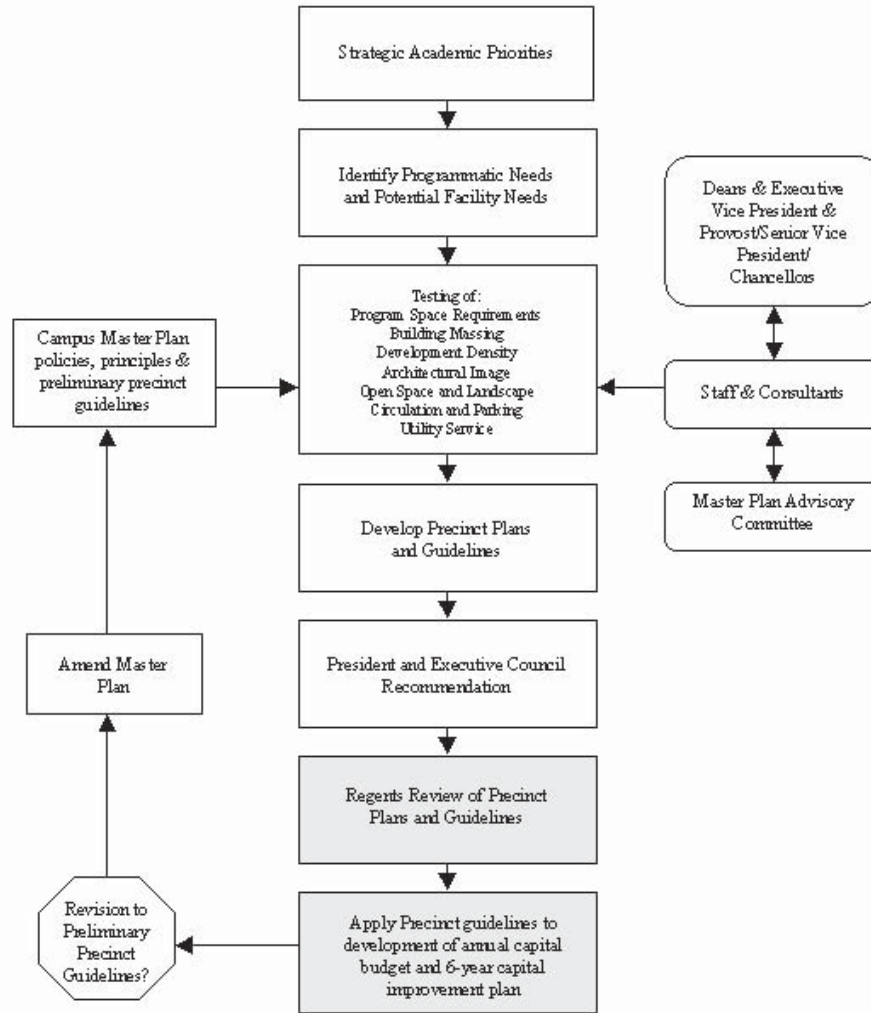 Strategic Academic Priorities
Identify Programmatic Needs
and Potential Facility Needs
Deans & Executive
Vice President &
Provost/Senior Vice
President/
Chancellors
Testing of:
Program Space Requirements
Building Massing
Development Density
Architectural Image
Open Space and Landscape
Circulation and Parking
Utility Service
Campus Master Plan
policies, principles &
preliminary precinct
guidelines
Staff & Consultants
Master Plan Advisory
Committee
Develop Precinct Plans
and Guidelines
President and Executive Council
Recommendation
Amend Master
Plan
Regents Review of Precinct
Plans and Guidelines
Apply Precinct guidelines to
development of annual capital
budget and 6-year capital
improvement plan
Revision to
Preliminary
Precinct
Guidelines?